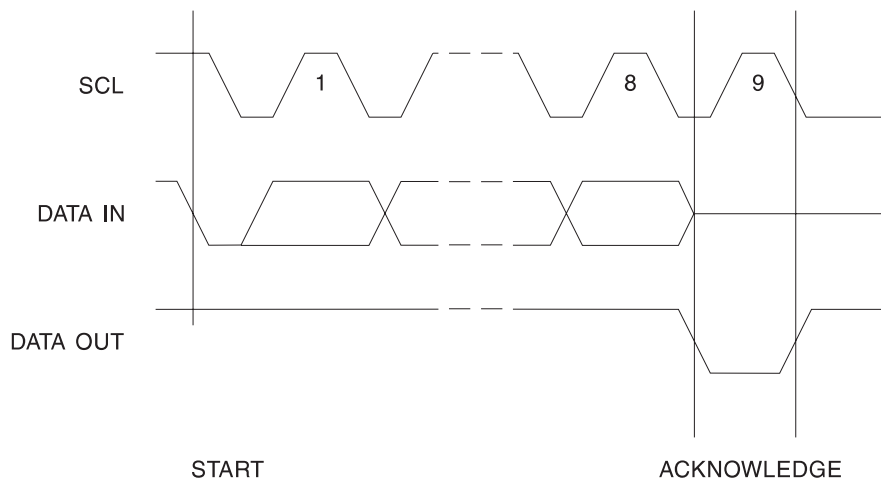 SCL 1 8 9
DATA IN
DATA OUT
START ACKNOWLEDGE